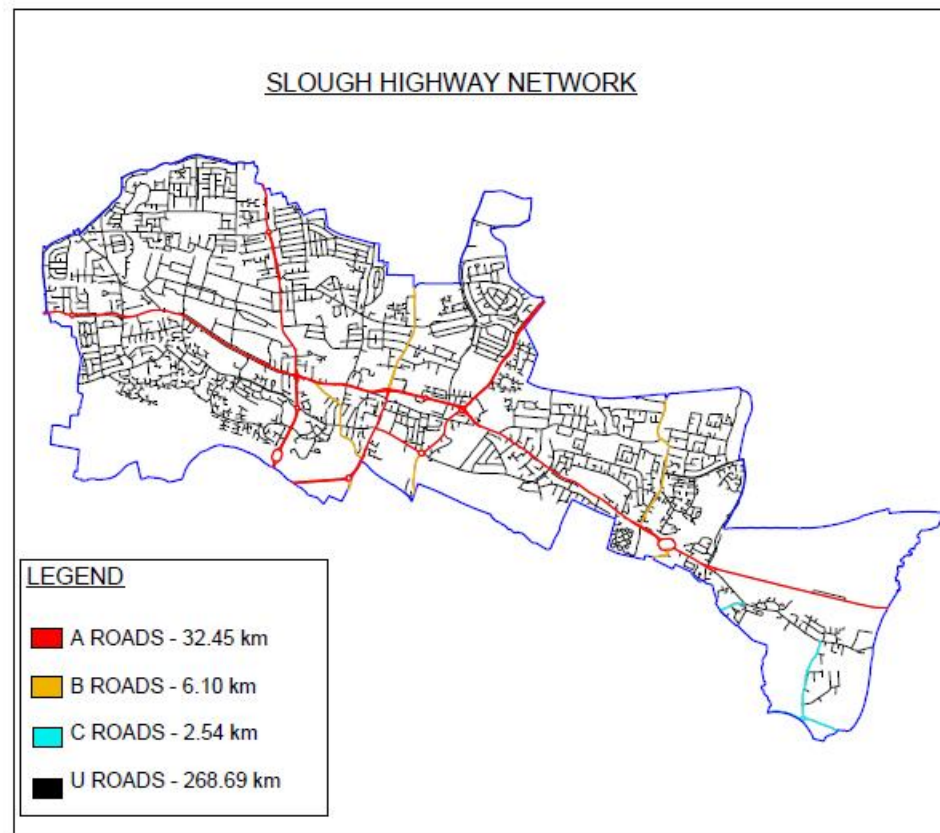 SLOUGH HIGHWAY NETWORK
LEGEND
A ROADS - 32.45 km
B ROADS - 6.10 km
C ROADS - 2.54 km
U ROADS - 268.69 km